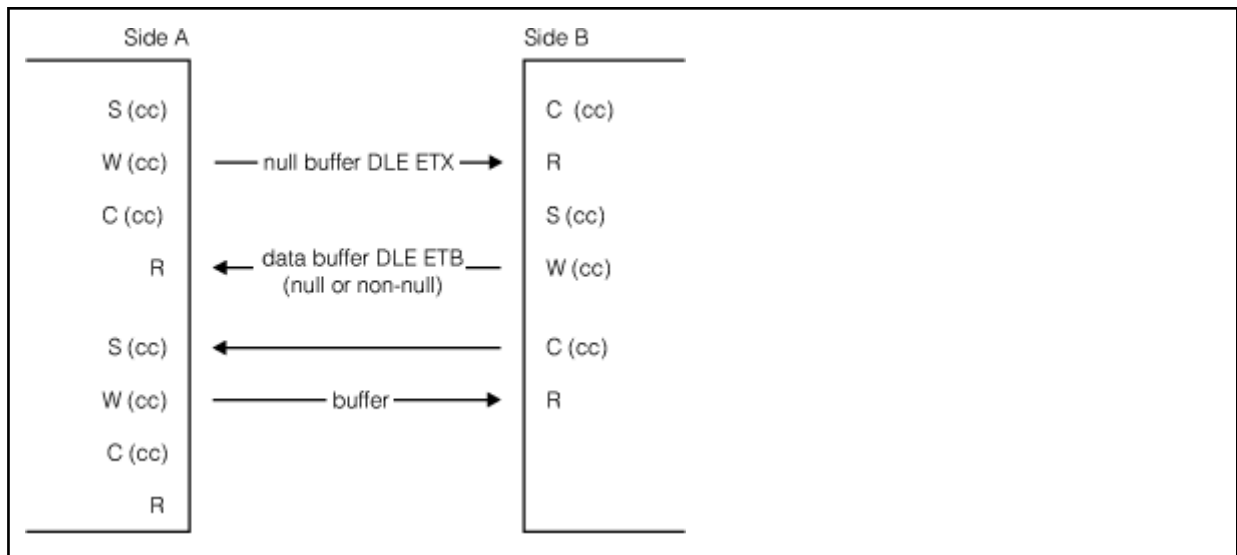 Side A Side B
S (cc) C (cc)
W (cc) null buffer DLE ETX R
C (cc) S (cc)
R data buffer DLE ETB W (cc)
(null or non-null)
S (cc) C (cc)
W (cc) buffer R
C (cc)
R